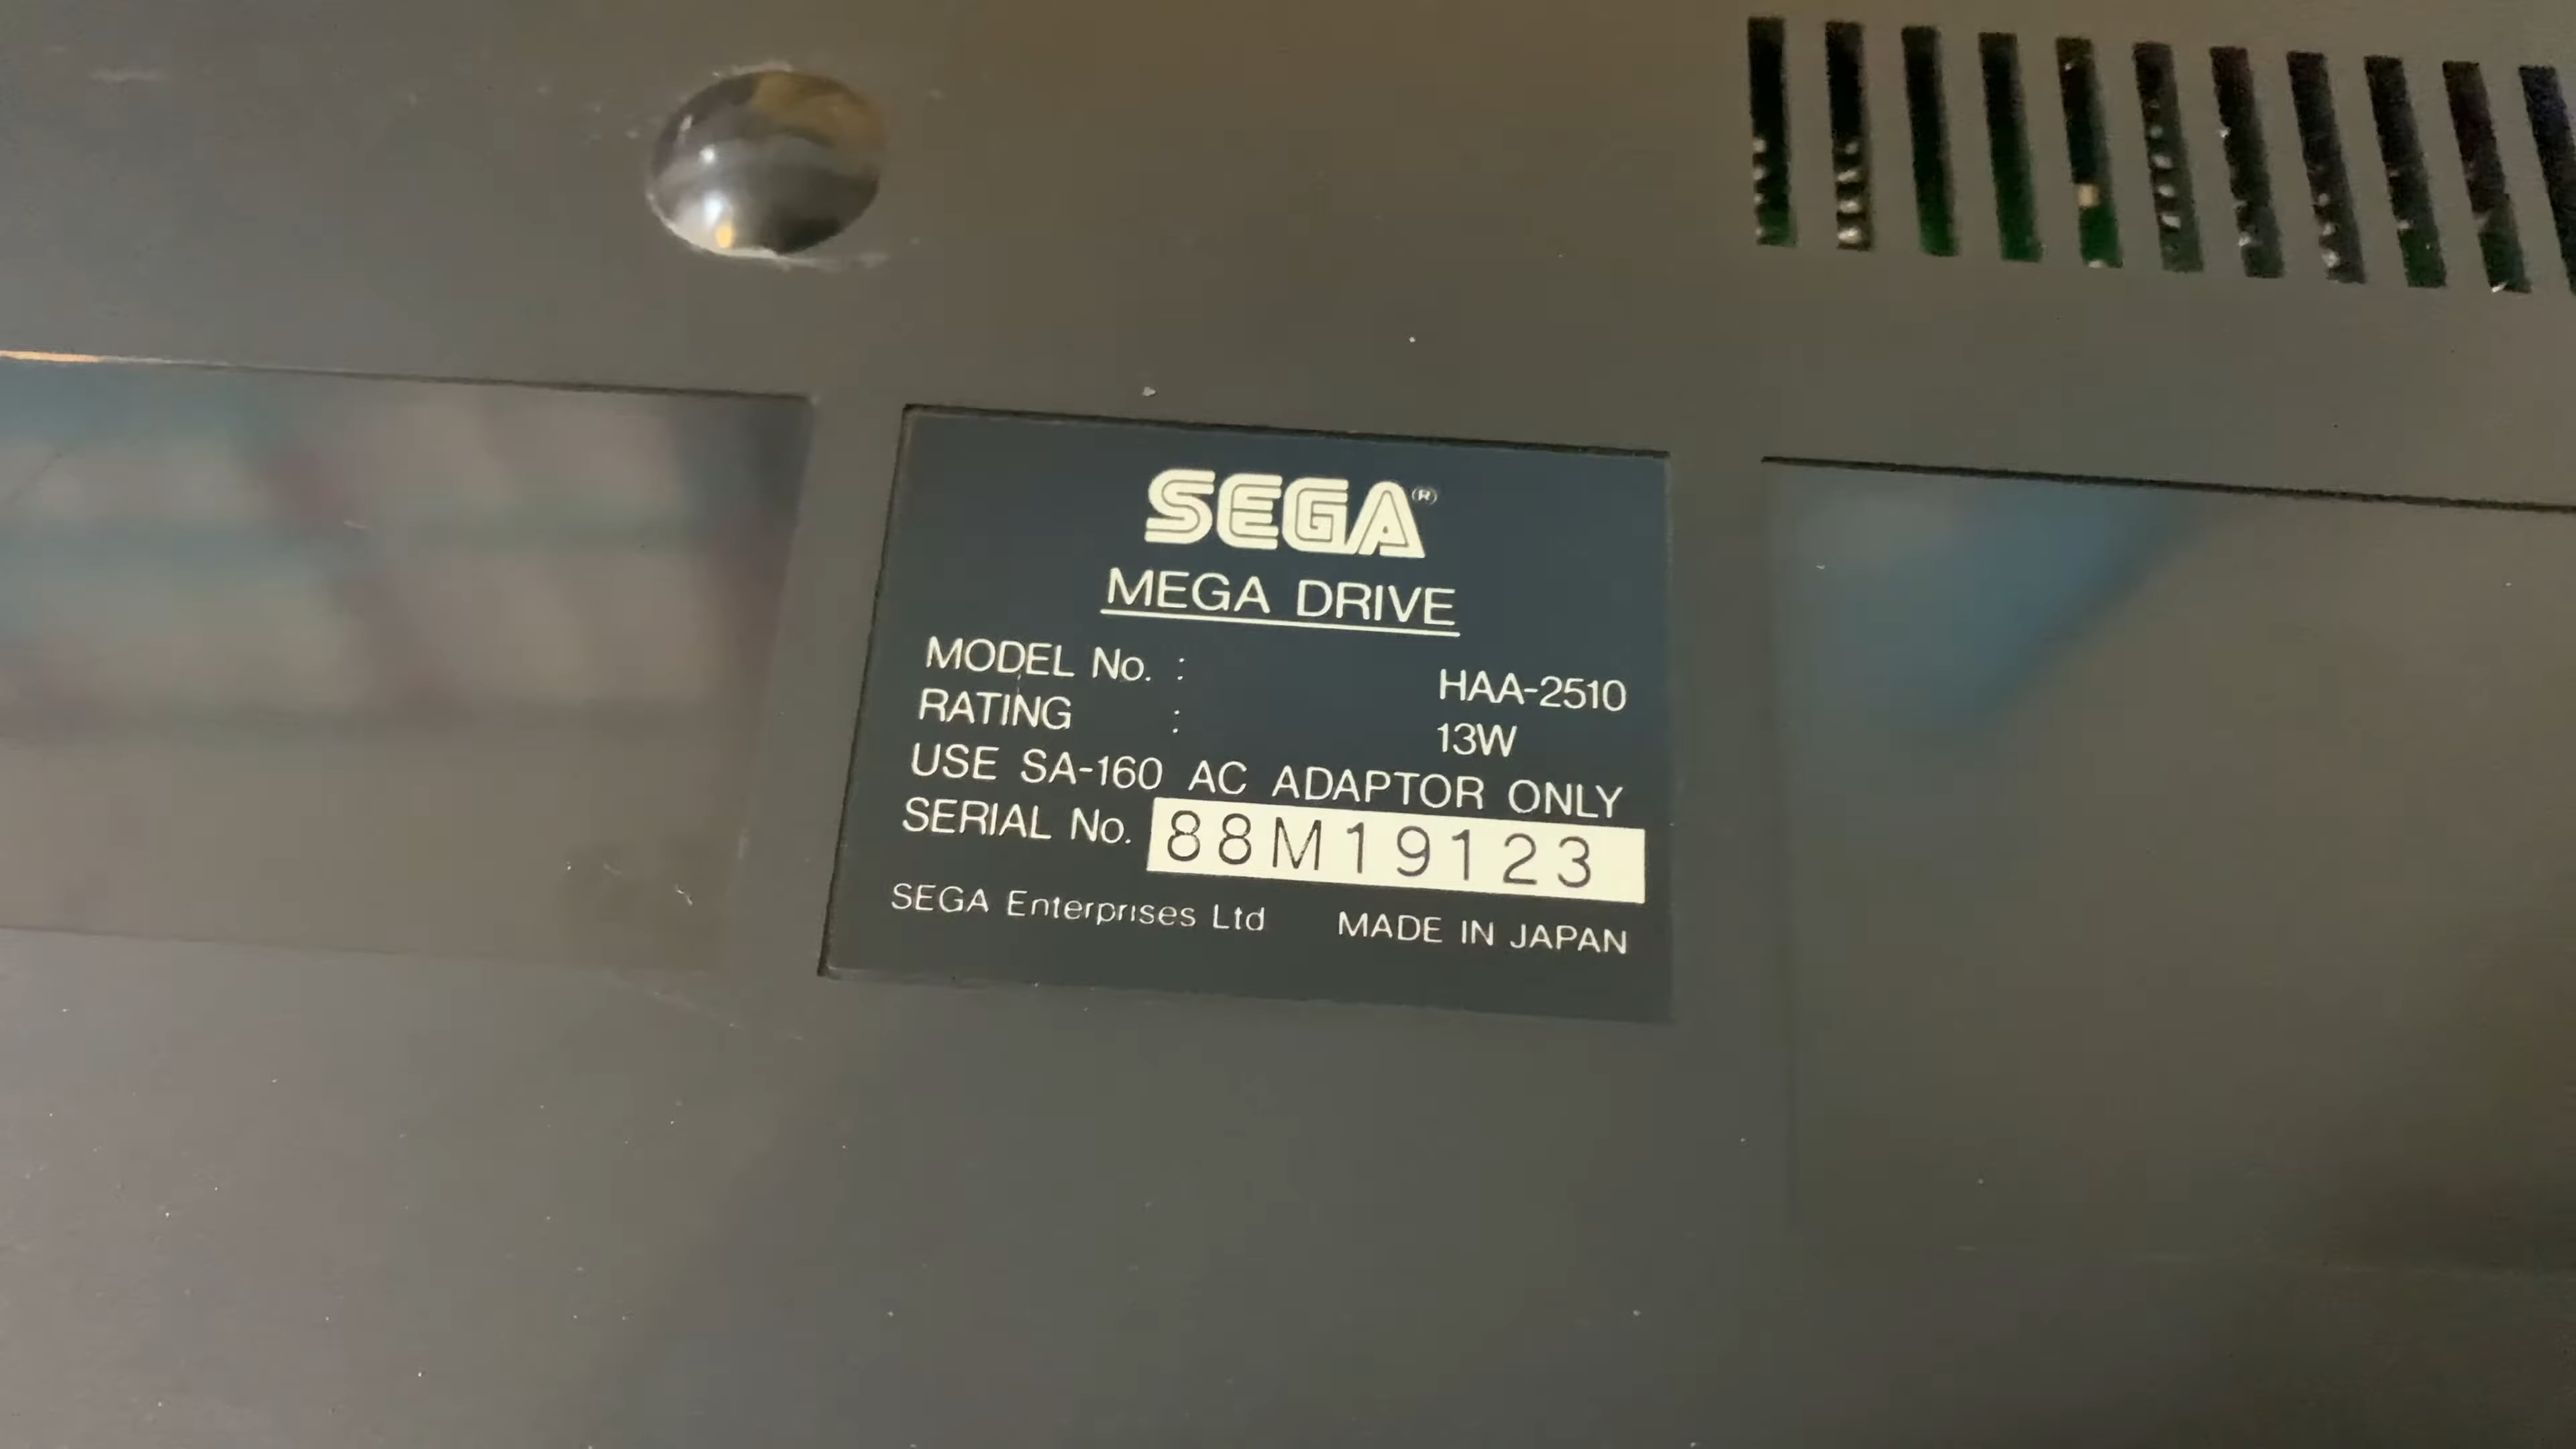 SEGA®
MEGA DRIVE
MODEL No. : HAA-2510
RATING : 13W
USE SA-160 AC ADAPTOR ONLY
SERIAL No. 88M19123
SEGA Enterprises Ltd MADE IN JAPAN